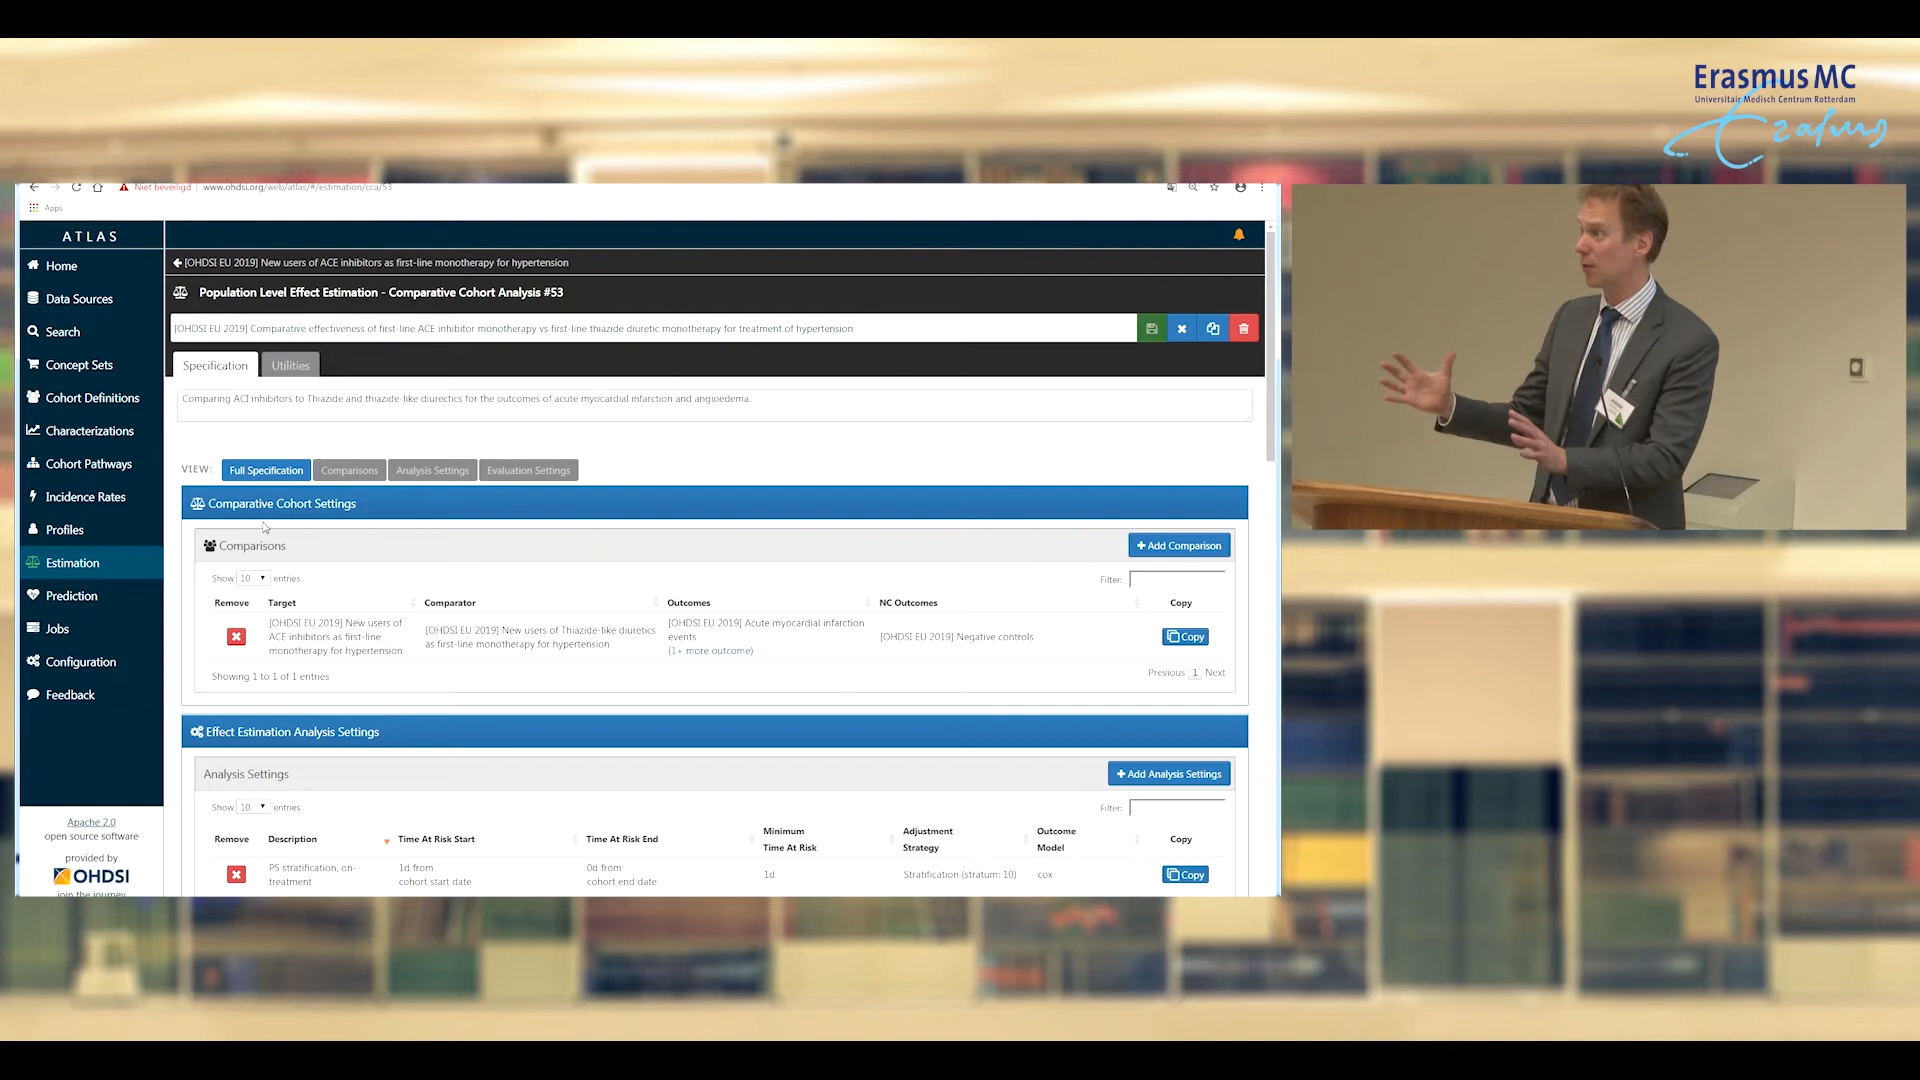 Erasmus MC
Universitair Medisch Centrum Rotterdam
Erasmus
Niet beveiligd | www.ohdsi.org/web/atlas/#/estimation/cca/53
Apps
ATLAS
Home
Data Sources
Search
Concept Sets
Cohort Definitions
Characterizations
Cohort Pathways
Incidence Rates
Profiles
Estimation
Prediction
Jobs
Configuration
Feedback
Apache 2.0
open source software
provided by
OHDSI
join the journey
[OHDSI EU 2019] New users of ACE inhibitors as first-line monotherapy for hypertension
Population Level Effect Estimation - Comparative Cohort Analysis #53
[OHDSI EU 2019] Comparative effectiveness of first-line ACE inhibitor monotherapy vs first-line thiazide diuretic monotherapy for treatment of hypertension
Specification Utilities
Comparing ACI inhibitors to Thiazide and thiazide-like diurectics for the outcomes of acute myocardial infarction and angioedema.
VIEW: Full Specification Comparisons Analysis Settings Evaluation Settings
Comparative Cohort Settings
Comparisons
Add Comparison
Show 10 entries
Filter:
Remove Target Comparator Outcomes NC Outcomes Copy
[OHDSI EU 2019] New users of
ACE inhibitors as first-line
monotherapy for hypertension
[OHDSI EU 2019] New users of Thiazide-like diuretics
as first-line monotherapy for hypertension
[OHDSI EU 2019] Acute myocardial infarction
events
(1+ more outcome)
[OHDSI EU 2019] Negative controls
Copy
Showing 1 to 1 of 1 entries
Previous 1 Next
Effect Estimation Analysis Settings
Analysis Settings
Add Analysis Settings
Show 10 entries
Filter:
Remove Description Time At Risk Start Time At Risk End
Minimum
Time At Risk
Adjustment
Strategy
Outcome
Model
Copy
PS stratification, on-
treatment
1d from
cohort start date
0d from
cohort end date
1d
Stratification (stratum: 10)
cox
Copy